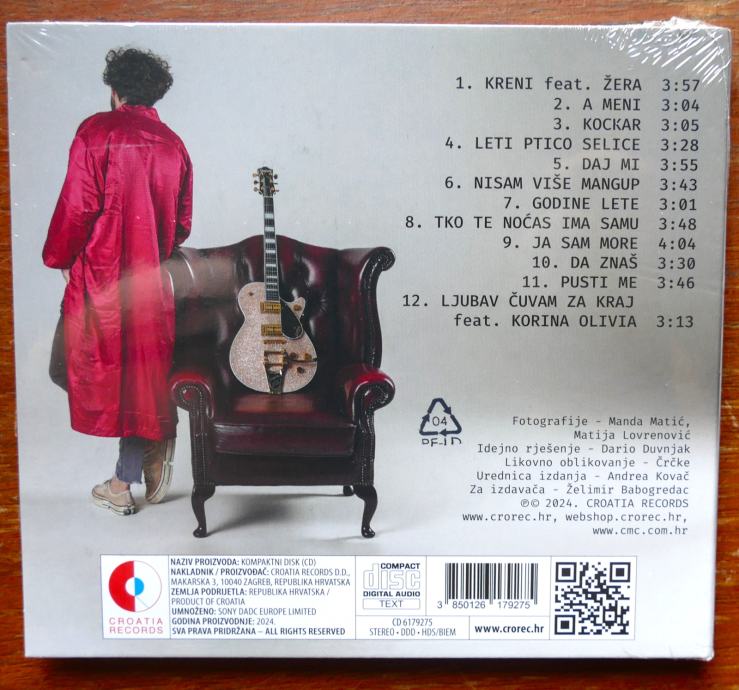 1. KRENI feat. ŽERA 3:57
2. A MENI 3:04
3. KOCKAR 3:05
4. LETI PTICO SELICE 3:28
5. DAJ MI 3:55
6. NISAM VIŠE MANGUP 3:43
7. GODINE LETE 3:01
8. TKO TE NOĆAS IMA SAMU 3:48
9. JA SAM MORE 4:04
10. DA ZNAŠ 3:30
11. PUSTI ME 3:46
12. LJUBAV ČUVAM ZA KRAJ
feat. KORINA OLIVIA 3:13
04
PE-LD
Fotografije - Manda Matić,
Matija Lovrenović
Idejno rješenje - Dario Duvnjak
Likovno oblikovanje - Črčke
Urednica izdanja - Andrea Kovač
Za izdavača - Želimir Babogredac
℗© 2024. CROATIA RECORDS
www.crorec.hr, webshop.crorec.hr,
www.cmc.com.hr
CROATIA
RECORDS
NAZIV PROIZVODA: KOMPAKTNI DISK (CD)
NAKLADNIK / PROIZVOĐAČ: CROATIA RECORDS D.D.,
MAKARSKA 3, 10040 ZAGREB, REPUBLIKA HRVATSKA
ZEMLJA PODRIJETLA: REPUBLIKA HRVATSKA /
PRODUCT OF CROATIA
UMNOŽENO: SONY DADC EUROPE LIMITED
GODINA PROIZVODNJE: 2024.
SVA PRAVA PRIDRŽANA – ALL RIGHTS RESERVED
COMPACT
disc
DIGITAL AUDIO
TEXT
CD 6179275
STEREO • DDD • HDS/BIEM
3 850126 179275
www.crorec.hr